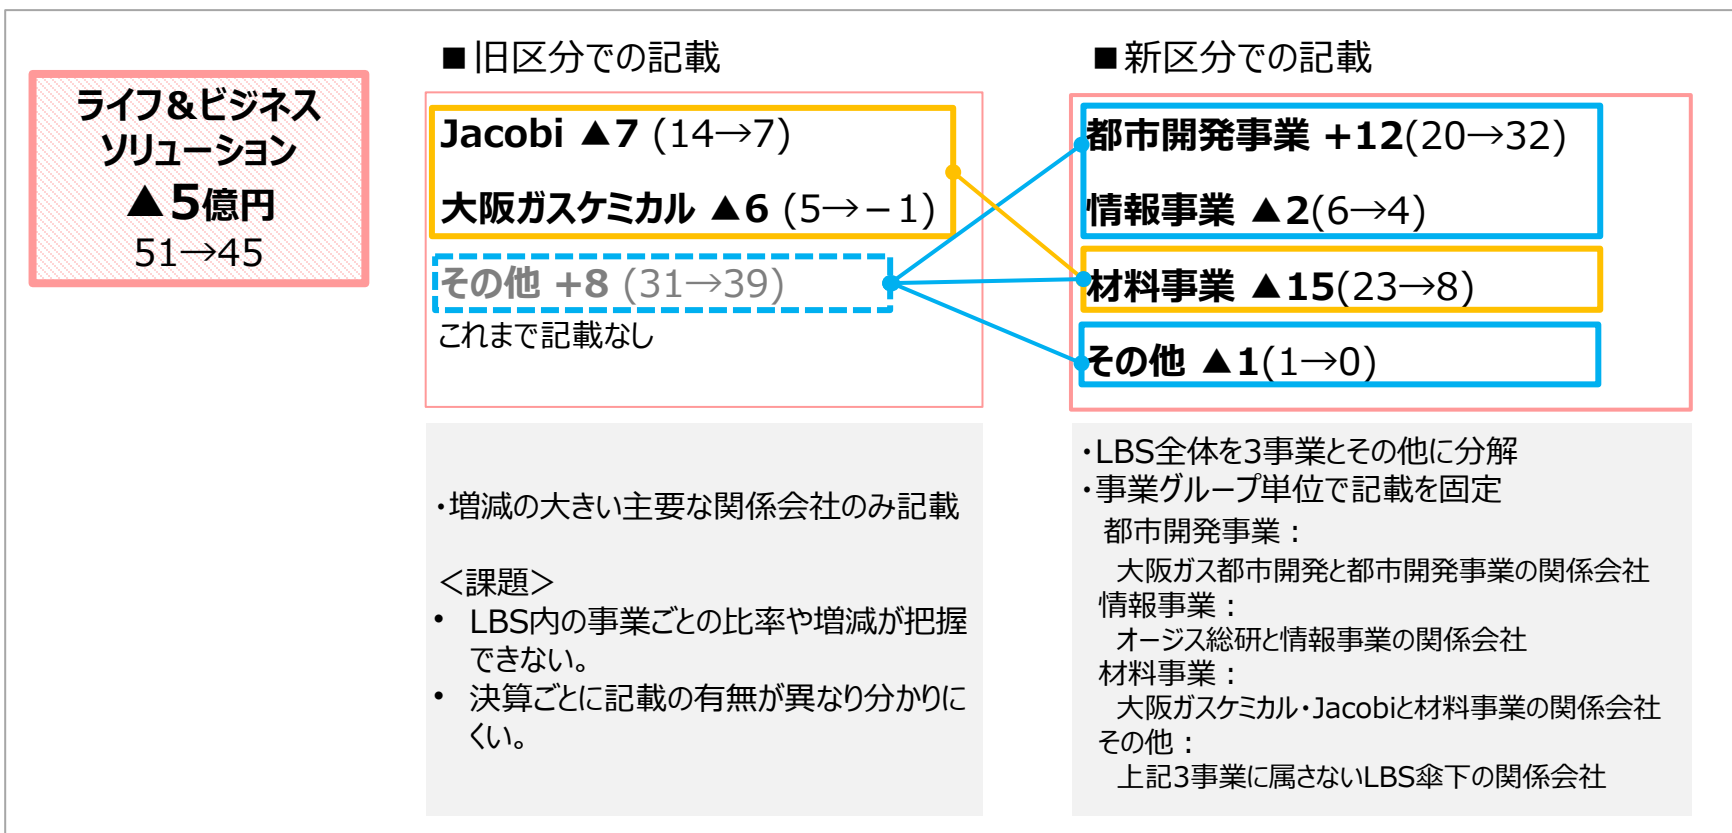 ライフ&ビジネス
ソリューション
▲5億円
51→45
■旧区分での記載
Jacobi ▲7 (14→7)
大阪ガスケミカル ▲6 (5→－1)
その他 +8 (31→39)
これまで記載なし
・増減の大きい主要な関係会社のみ記載
＜課題＞
• LBS内の事業ごとの比率や増減が把握
できない。
• 決算ごとに記載の有無が異なり分かりに
くい。
■新区分での記載
都市開発事業 +12(20→32)
情報事業 ▲2(6→4)
材料事業 ▲15(23→8)
その他 ▲1(1→0)
・LBS全体を3事業とその他に分解
・事業グループ単位で記載を固定
都市開発事業：
大阪ガス都市開発と都市開発事業の関係会社
情報事業：
オージス総研と情報事業の関係会社
材料事業：
大阪ガスケミカル・Jacobiと材料事業の関係会社
その他：
上記3事業に属さないLBS傘下の関係会社